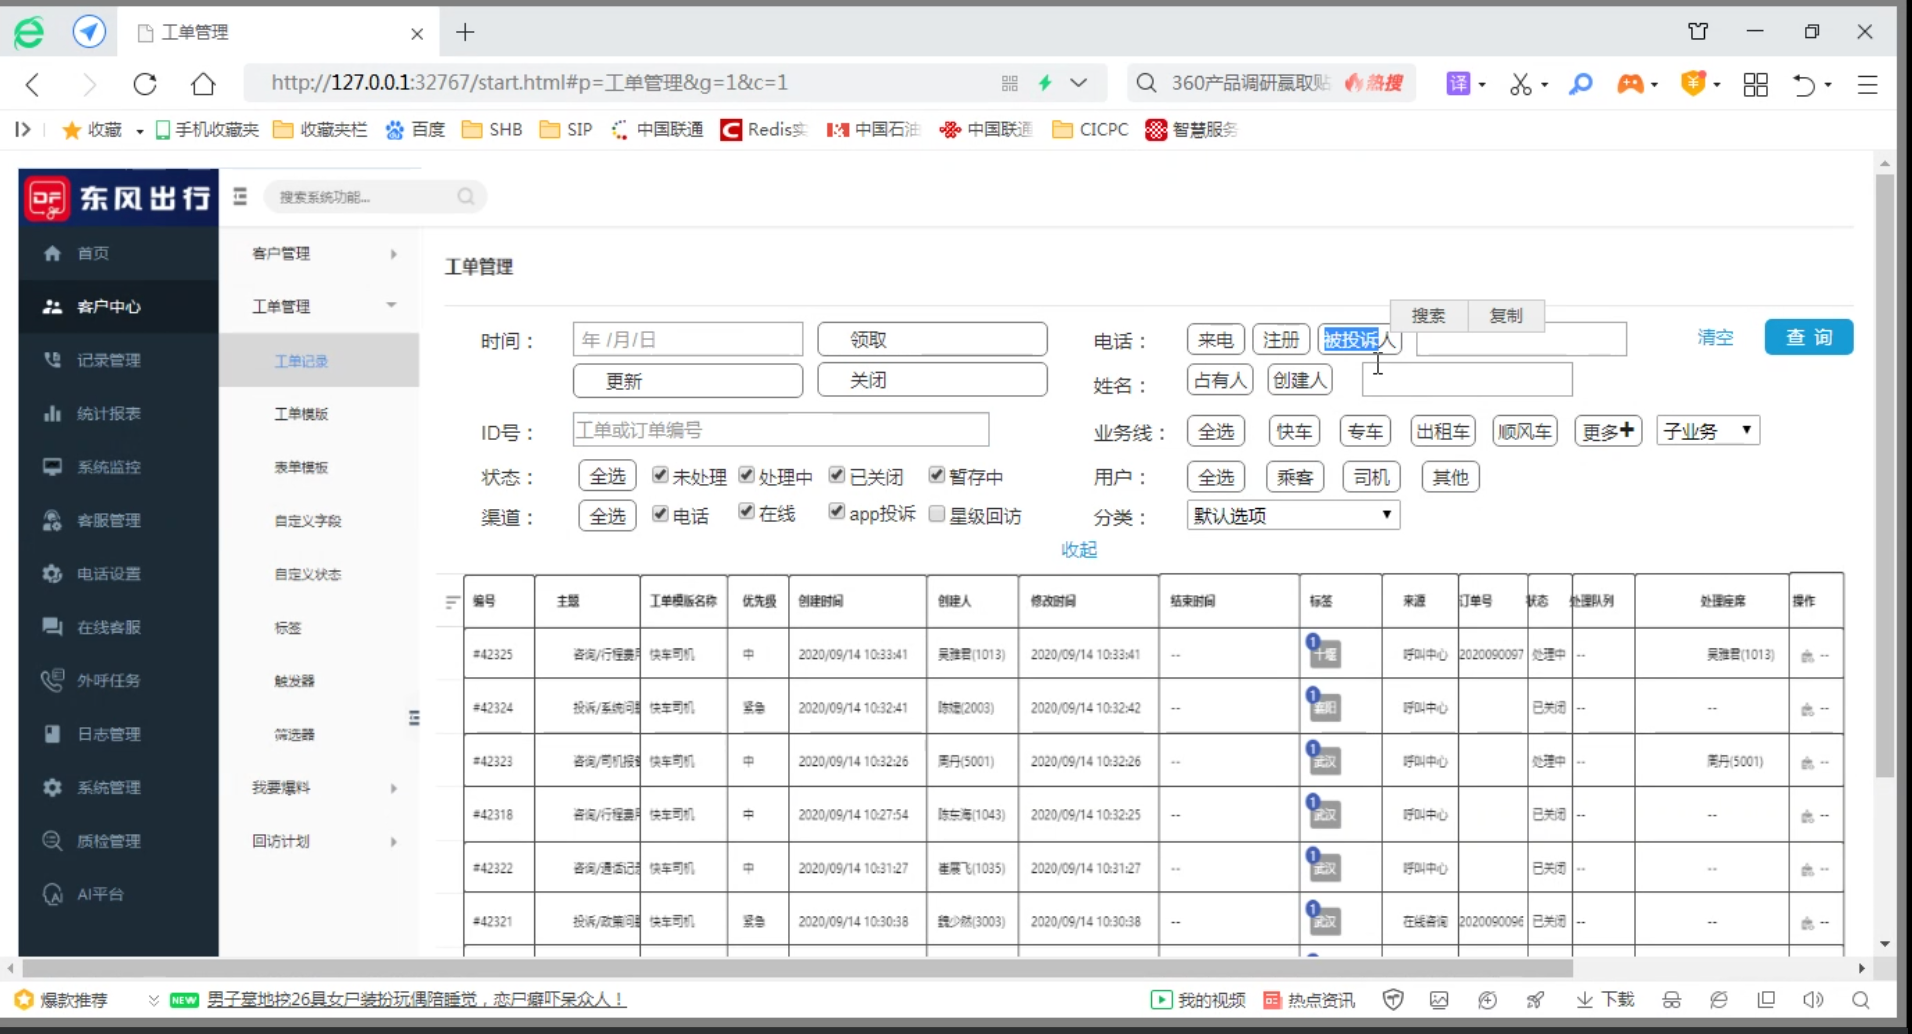 工单管理
http://127.0.0.1:32767/start.html#p=工单管理&g=1&c=1
360产品调研赢取贴 热搜
译
收藏 手机收藏夹 收藏夹栏 百度 SHB SIP 中国联通 Redis实 中国石油 中国联通 CICPC 智慧服务
DF 东风出行
搜索系统功能...
首页
客户中心
记录管理
统计报表
系统监控
客服管理
电话设置
在线客服
外呼任务
日志管理
系统管理
质检管理
AI平台
客户管理
工单管理
工单记录
工单模版
表单模板
自定义字段
自定义状态
标签
触发器
筛选器
我要爆料
回访计划
工单管理
搜索 复制
时间： 年 /月/日 领取 电话： 来电 注册 被投诉人 清空 查 询
更新 关闭 姓名： 占有人 创建人
ID号： 工单或订单编号 业务线： 全选 快车 专车 出租车 顺风车 更多+ 子业务
状态： 全选 未处理 处理中 已关闭 暂存中 用户： 全选 乘客 司机 其他
渠道： 全选 电话 在线 app投诉 星级回访 分类： 默认选项
收起
编号 主题 工单模版名称 优先级 创建时间 创建人 修改时间 结束时间 标签 来源 订单号 状态 处理队列 处理座席 操作
#42325 咨询/行程费用 快车司机 中 2020/09/14 10:33:41 吴雅君(1013) 2020/09/14 10:33:41 -- 1 十堰 呼叫中心 2020090097 处理中 -- 吴雅君(1013) --
#42324 投诉/系统问题 快车司机 紧急 2020/09/14 10:32:41 陈媛(2003) 2020/09/14 10:32:42 -- 1 襄阳 呼叫中心 已关闭 -- -- --
#42323 咨询/司机报 快车司机 中 2020/09/14 10:32:26 周丹(5001) 2020/09/14 10:32:26 -- 1 武汉 呼叫中心 处理中 -- 周丹(5001) --
#42318 咨询/行程费用 快车司机 中 2020/09/14 10:27:54 陈东海(1043) 2020/09/14 10:32:25 -- 1 武汉 呼叫中心 已关闭 -- -- --
#42322 咨询/通话记录 快车司机 中 2020/09/14 10:31:27 崔展飞(1035) 2020/09/14 10:31:27 -- 1 武汉 呼叫中心 已关闭 -- -- --
#42321 投诉/政策问题 快车司机 紧急 2020/09/14 10:30:38 魏少然(3003) 2020/09/14 10:30:38 -- 1 武汉 在线咨询 2020090096 已关闭 -- -- --
爆款推荐 NEW 男子墓地挖26具女尸装扮玩偶陪睡觉，恋尸癖吓呆众人！ 我的视频 热点资讯 下载